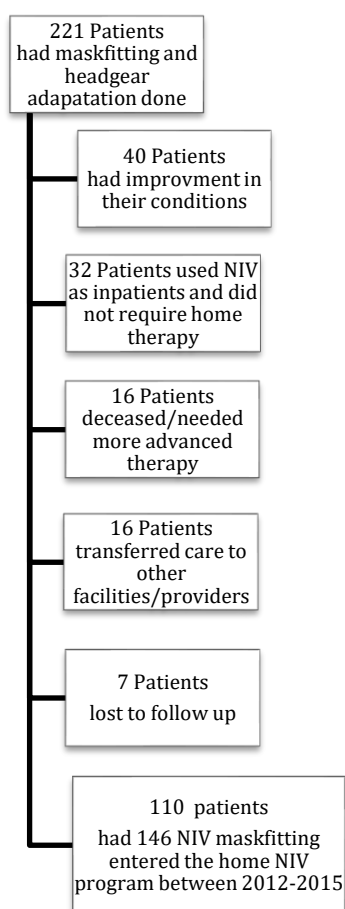 221 Patients
had maskfitting and
headgear
adapatation done
40 Patients
had improvment in
their conditions
32 Patients used NIV
as inpatients and did
not require home
therapy
16 Patients
deceased/needed
more advanced
therapy
16 Patients
transferred care to
other
facilities/providers
7 Patients
lost to follow up
110 patients
had 146 NIV maskfitting
entered the home NIV
program between 2012-2015